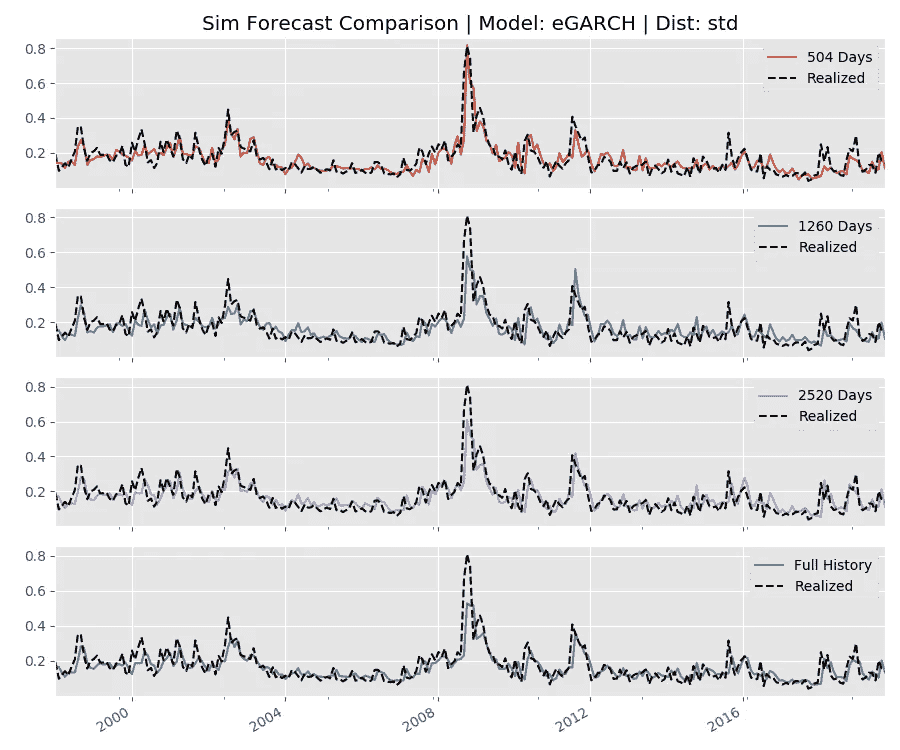 Sim Forecast Comparison | Model: eGARCH | Dist: std
0.8
0.6
0.4
0.2
504 Days
Realized
0.8
0.6
0.4
0.2
1260 Days
Realized
0.8
0.6
0.4
0.2
2520 Days
Realized
0.8
0.6
0.4
0.2
Full History
Realized
2000
2004
2008
2012
2016